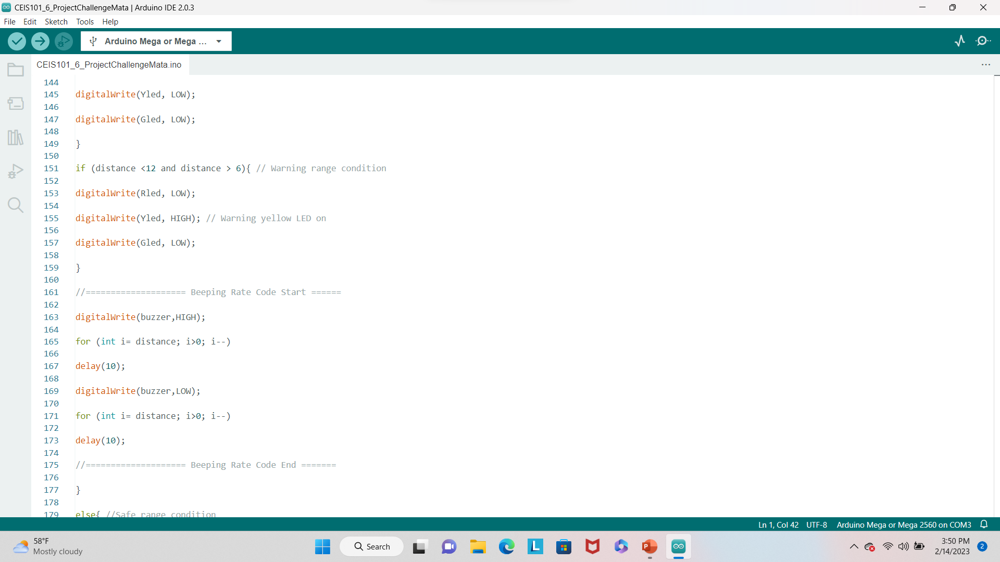 CEIS101_6_ProjectChallengeMata | Arduino IDE 2.0.3
File Edit Sketch Tools Help
Arduino Mega or Mega ...
CEIS101_6_ProjectChallengeMata.ino
144
145 digitalWrite(Yled, LOW);
146
147 digitalWrite(Gled, LOW);
148
149 }
150
151 if (distance <12 and distance > 6){ // Warning range condition
152
153 digitalWrite(Rled, LOW);
154
155 digitalWrite(Yled, HIGH); // Warning yellow LED on
156
157 digitalWrite(Gled, LOW);
158
159 }
160
161 //==================== Beeping Rate Code Start ======
162
163 digitalWrite(buzzer,HIGH);
164
165 for (int i= distance; i>0; i--)
166
167 delay(10);
168
169 digitalWrite(buzzer,LOW);
170
171 for (int i= distance; i>0; i--)
172
173 delay(10);
174
175 //==================== Beeping Rate Code End =======
176
177 }
178
179 else{ //Safe range condition
Ln 1, Col 42 UTF-8 Arduino Mega or Mega 2560 on COM3
58°F
Mostly cloudy
Search
L
P
3:50 PM
2/14/2023
2